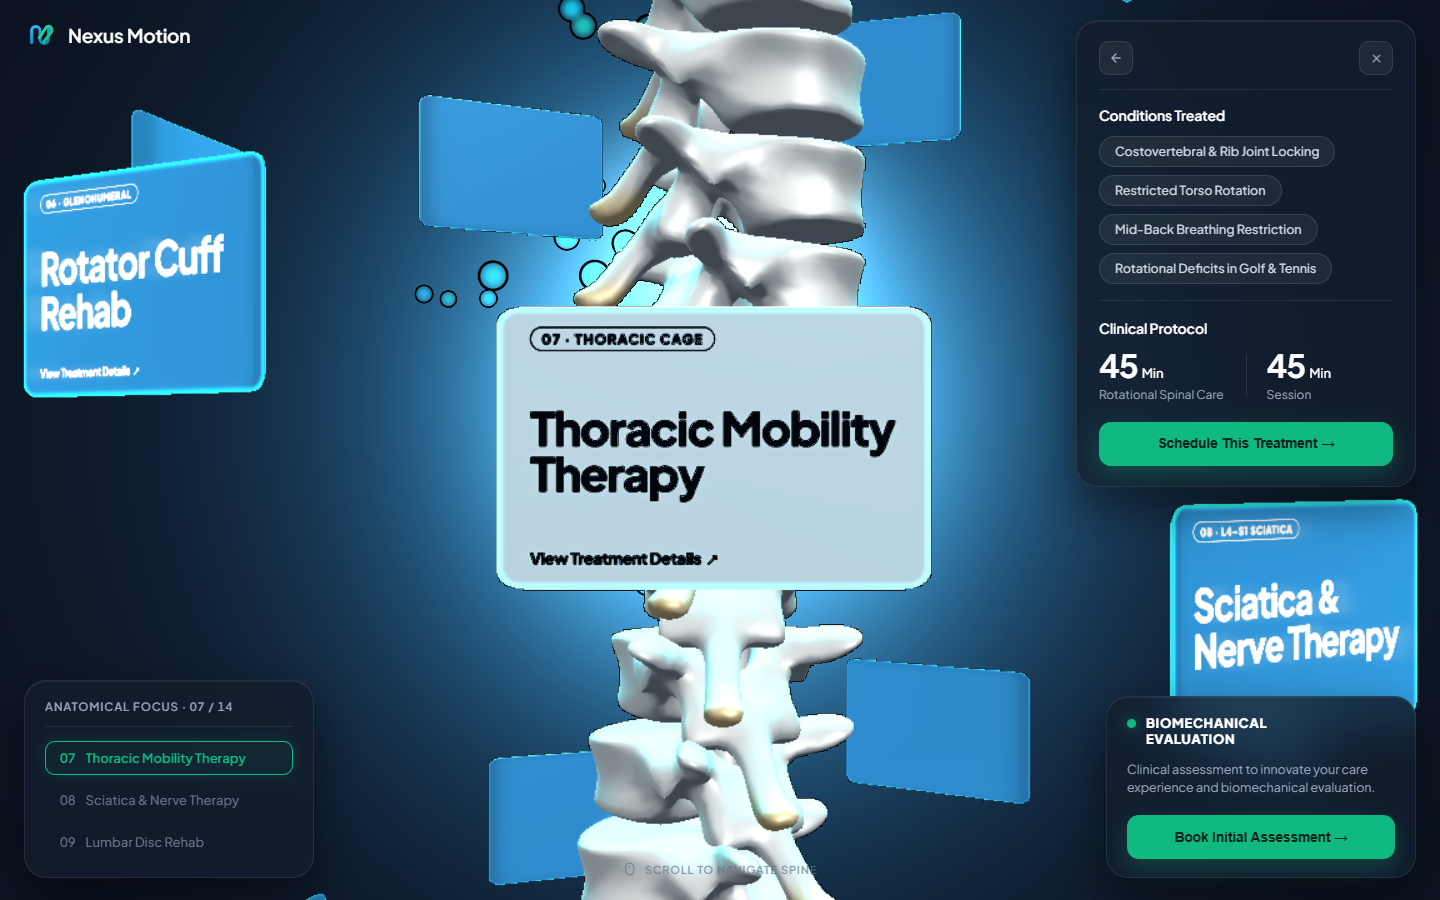 Nexus Motion
06 · GLENOHUMERAL
Rotator Cuff
Rehab
View Treatment Details ↗
07 · THORACIC CAGE
Thoracic Mobility
Therapy
View Treatment Details ↗
Conditions Treated
Costovertebral & Rib Joint Locking
Restricted Torso Rotation
Mid-Back Breathing Restriction
Rotational Deficits in Golf & Tennis
Clinical Protocol
45 Min
Rotational Spinal Care
45 Min
Session
Schedule This Treatment →
08 · L4-S1 SCIATICA
Sciatica &
Nerve Therapy
ANATOMICAL FOCUS · 07 / 14
07 Thoracic Mobility Therapy
08 Sciatica & Nerve Therapy
09 Lumbar Disc Rehab
BIOMECHANICAL
EVALUATION
Clinical assessment to innovate your care
experience and biomechanical evaluation.
Book Initial Assessment →
SCROLL TO NAVIGATE SPINE